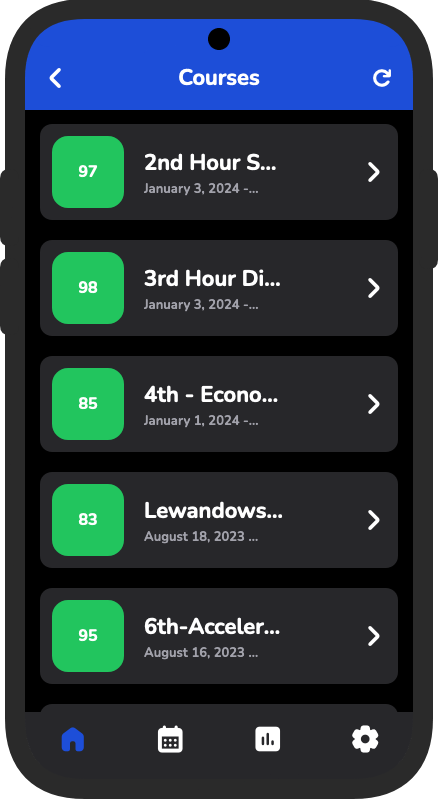 Courses
97
2nd Hour S...
January 3, 2024 -...
98
3rd Hour Di...
January 3, 2024 -...
85
4th - Econo...
January 1, 2024 -...
83
Lewandows...
August 18, 2023 ...
95
6th-Acceler...
August 16, 2023 ...